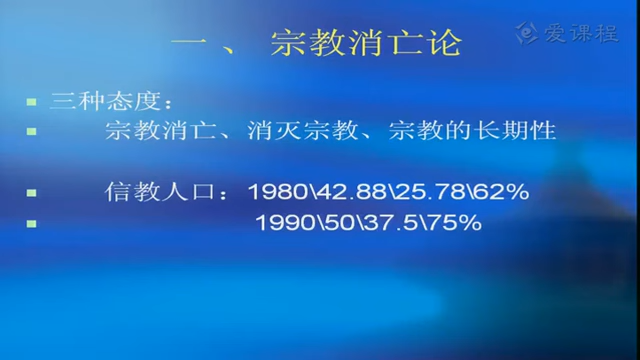 爱课程
一 、 宗教消亡论
三种态度：
宗教消亡、消灭宗教、宗教的长期性
信教人口：1980\42.88\25.78\62%
1990\50\37.5\75%